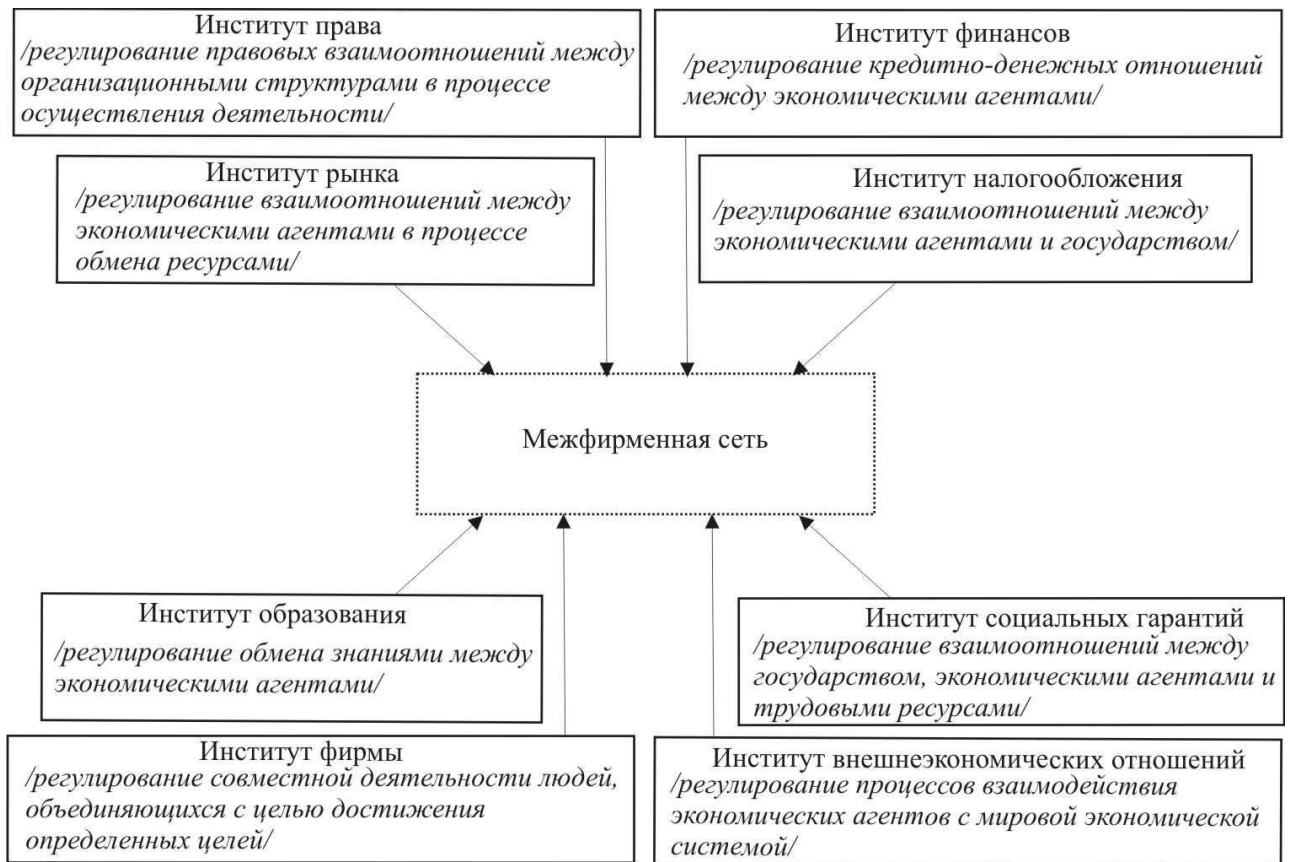 Институт права
/регулирование правовых взаимоотношений между
организационными структурами в процессе
осуществления деятельности/
Институт финансов
/регулирование кредитно-денежных отношений
между экономическими агентами/
Институт рынка
/регулирование взаимоотношений между
экономическими агентами в процессе
обмена ресурсами/
Институт налогообложения
/регулирование взаимоотношений между
экономическими агентами и государством/
Межфирменная сеть
Институт образования
/регулирование обмена знаниями между
экономическими агентами/
Институт социальных гарантий
/регулирование взаимоотношений между
государством, экономическими агентами и
трудовыми ресурсами/
Институт фирмы
/регулирование совместной деятельности людей,
объединяющихся с целью достижения
определенных целей/
Институт внешнеэкономических отношений
/регулирование процессов взаимодействия
экономических агентов с мировой экономической
системой/